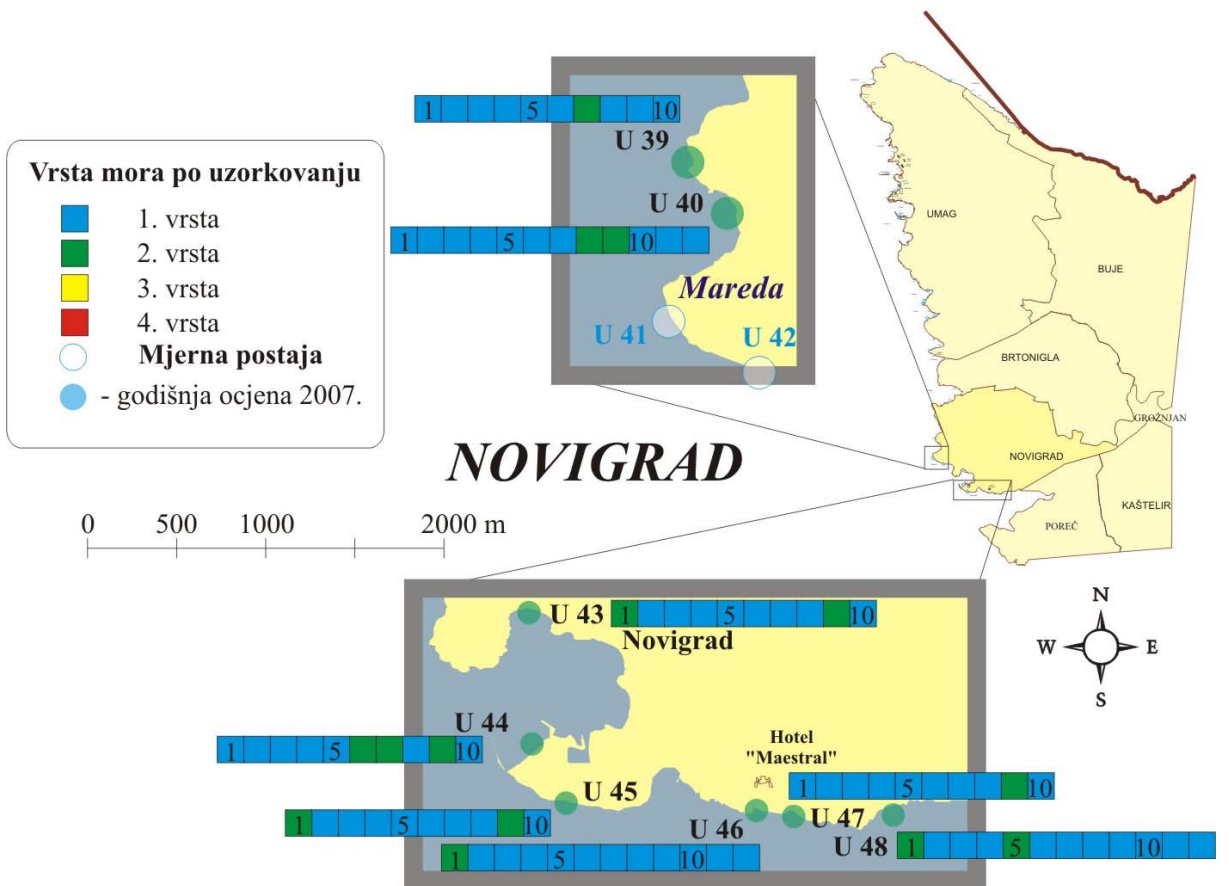 1 5 10
U 39
U 40
1 5 10
Mareda
U 41
U 42
Vrsta mora po uzorkovanju
1. vrsta
2. vrsta
3. vrsta
4. vrsta
Mjerna postaja
- godišnja ocjena 2007.
NOVIGRAD
0 500 1000 2000 m
UMAG
BUJE
BRTONIGLA
GROŽNJAN
NOVIGRAD
KAŠTELIR
POREČ
N
W E
S
U 43
1 5 10
Novigrad
U 44
1 5 10
Hotel
"Maestral"
1 5 10
U 45
1 5 10
U 46
U 47
1 5 10
U 48
1 5 10